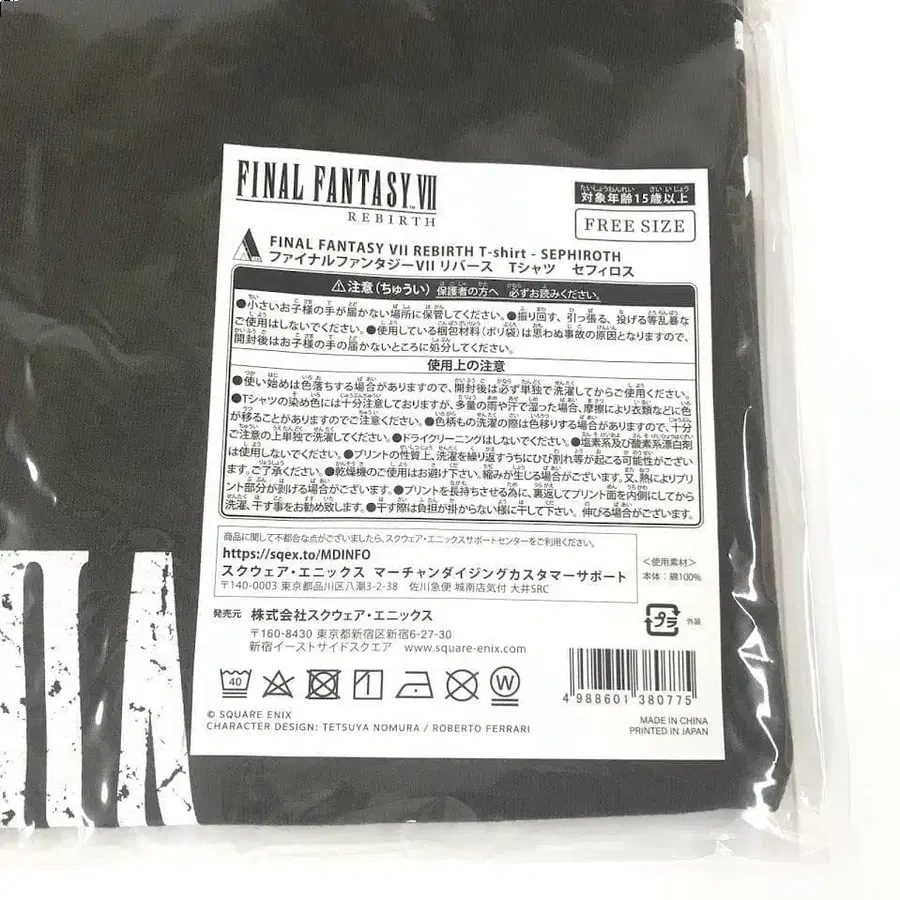 FINAL FANTASY VII
REBIRTH
たいしょうねんれい さい いじょう
対象年齢15歳以上
FREE SIZE
FINAL FANTASY VII REBIRTH T-shirt - SEPHIROTH
ファイナルファンタジーVII リバース Tシャツ セフィロス
⚠注意(ちゅうい) 保護者の方へ 必ずお読みください。
●小さいお子様の手が届かない場所に保管してください。●振り回す、引っ張る、投げる等乱暴な
ご使用はしないでください。●使用している梱包材料(ポリ袋)は思わぬ事故の原因となりますので、
開封後はお子様の手の届かないところに処分してください。
使用上の注意
●使い始めは色落ちする場合がありますので、開封後は必ず単独で洗濯してからご使用ください。
●Tシャツの染め色には十分注意しておりますが、多量の雨や汗で湿った場合、摩擦により衣類などに色
が移ることがありますのでご注意ください。●色柄もの洗濯の際は色移りする場合がありますので、十分
ご注意の上単独で洗濯してください。●ドライクリーニングはしないでください。●塩素系及び酸素系漂白剤
は使用しないでください。●プリントの性質上、洗濯を繰り返すうちにひび割れ等が起こる可能性がござい
ます。ご了承ください。●乾燥機のご使用はお避け下さい。縮みが生じる場合がございます。又、熱によりプリ
ント部分が剥げる場合がございます。●プリントを長持ちさせる為に、裏返してプリント面を内側にしてから
洗濯、干す事をお勧め致します。●干す際は負担が掛からない様に干して下さい。伸びる場合がございます。
商品に関して不都合な点がございましたら、スクウェア・エニックスサポートセンターをご利用ください。
https://sqex.to/MDINFO
スクウェア・エニックス マーチャンダイジングカスタマーサポート
〒140-0003 東京都品川区八潮3-2-38 佐川急便 城南店気付 大井SRC
＜使用素材＞
本体：綿100%
発売元 株式会社スクウェア・エニックス
〒160-8430 東京都新宿区新宿6-27-30
新宿イーストサイドスクエア www.square-enix.com
プラ 外装
40
W
4 988601 380775
© SQUARE ENIX
CHARACTER DESIGN: TETSUYA NOMURA / ROBERTO FERRARI
MADE IN CHINA
PRINTED IN JAPAN